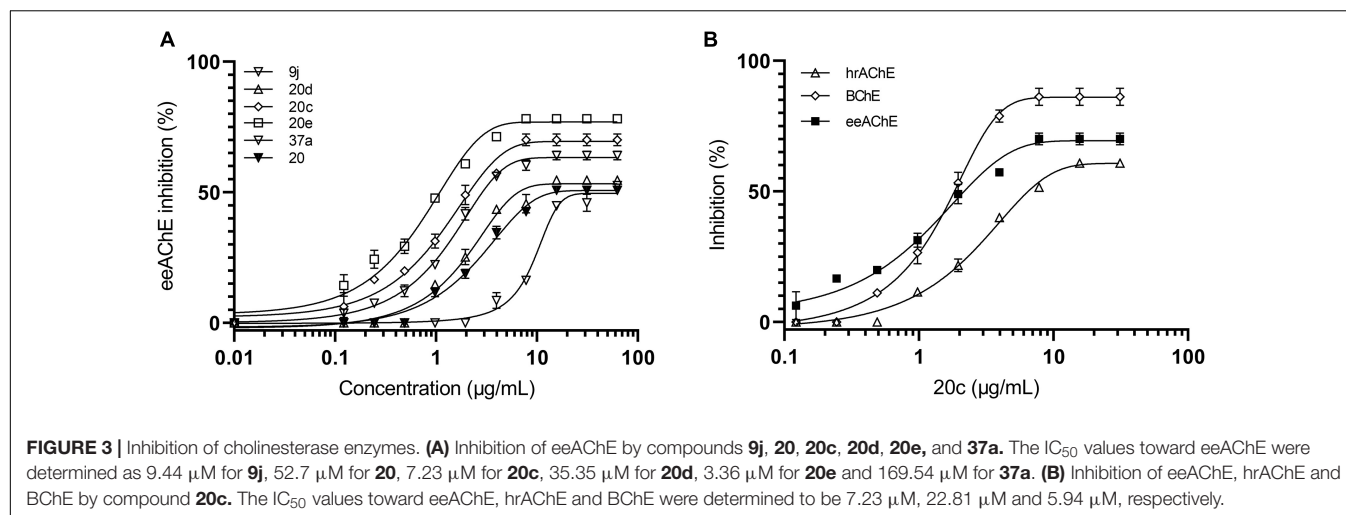 A
100
50
0
eeAChE inhibition (%)
9j
20d
20c
20e
37a
20
0.01
0.1
1
10
100
Concentration (µg/mL)
B
100
50
0
Inhibition (%)
hrAChE
BChE
eeAChE
0.1
1
10
100
20c (µg/mL)
FIGURE 3 | Inhibition of cholinesterase enzymes. (A) Inhibition of eeAChE by compounds 9j, 20, 20c, 20d, 20e, and 37a. The IC50 values toward eeAChE were
determined as 9.44 µM for 9j, 52.7 µM for 20, 7.23 µM for 20c, 35.35 µM for 20d, 3.36 µM for 20e and 169.54 µM for 37a. (B) Inhibition of eeAChE, hrAChE and
BChE by compound 20c. The IC50 values toward eeAChE, hrAChE and BChE were determined to be 7.23 µM, 22.81 µM and 5.94 µM, respectively.